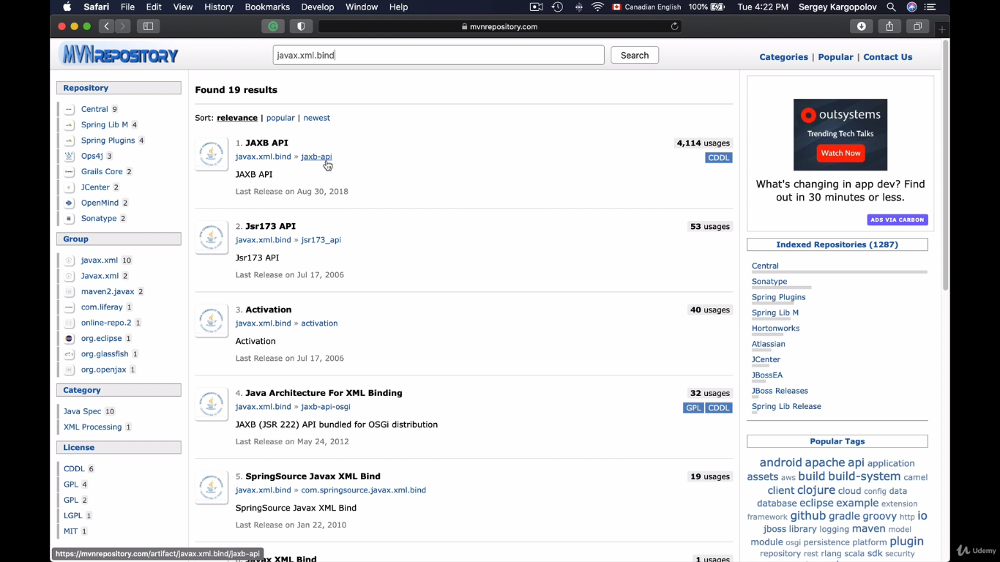 Safari File Edit View History Bookmarks Develop Window Help Canadian English 100% Tue 4:22 PM Sergey Kargopolov
mvnrepository.com
MVNREPOSITORY
javax.xml.bind
Search
Categories | Popular | Contact Us
Repository
Central 9
Spring Lib M 4
Spring Plugins 4
Ops4j 3
Grails Core 2
JCenter 2
OpenMind 2
Sonatype 2
Group
javax.xml 10
Javax.xml 2
maven2.javax 2
com.liferay 1
online-repo.2 1
org.eclipse 1
org.glassfish 1
org.openjax 1
Category
Java Spec 10
XML Processing 1
License
CDDL 6
GPL 4
GPL 2
LGPL 1
MIT 1
Found 19 results
Sort: relevance | popular | newest
1. JAXB API
4,114 usages
javax.xml.bind » jaxb-api
CDDL
JAXB API
Last Release on Aug 30, 2018
2. Jsr173 API
53 usages
javax.xml.bind » jsr173_api
Jsr173 API
Last Release on Jul 17, 2006
3. Activation
40 usages
javax.xml.bind » activation
Activation
Last Release on Jul 17, 2006
4. Java Architecture For XML Binding
32 usages
javax.xml.bind » jaxb-api-osgi
GPL CDDL
JAXB (JSR 222) API bundled for OSGi distribution
Last Release on May 24, 2012
5. SpringSource Javax XML Bind
19 usages
javax.xml.bind » com.springsource.javax.xml.bind
SpringSource Javax XML Bind
Last Release on Jan 22, 2010
Javax XML Bind
1 usages
outsystems
Trending Tech Talks
Watch Now
What's changing in app dev? Find
out in 30 minutes or less.
ADS VIA CARBON
Indexed Repositories (1287)
Central
Sonatype
Spring Plugins
Spring Lib M
Hortonworks
Atlassian
JCenter
JBossEA
JBoss Releases
Spring Lib Release
Popular Tags
android apache api application
assets aws build build-system camel
client clojure cloud config data
database eclipse example extension
framework github gradle groovy http io
jboss library logging maven model
module osgi persistence platform plugin
repository rest rlang scala sdk security
https://mvnrepository.com/artifact/javax.xml.bind/jaxb-api
Udemy